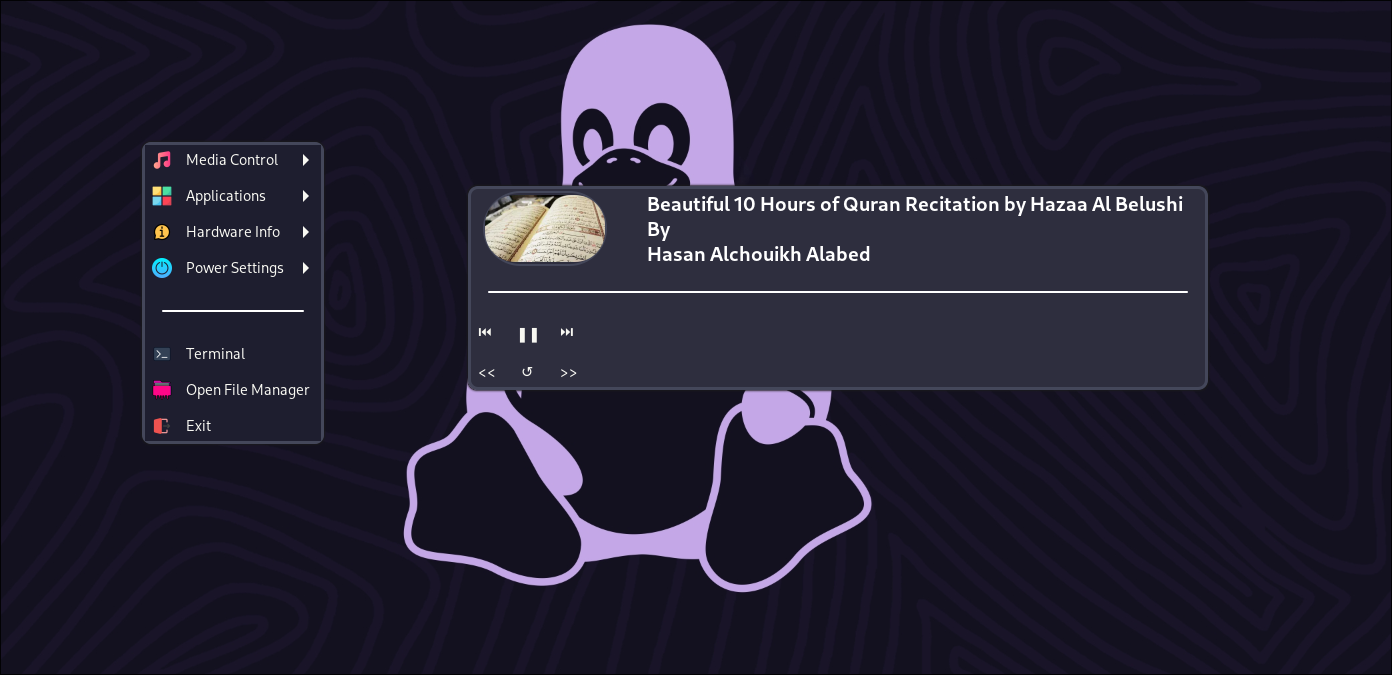 Media Control
Applications
Hardware Info
Power Settings
Terminal
Open File Manager
Exit
Beautiful 10 Hours of Quran Recitation by Hazaa Al Belushi
By
Hasan Alchouikh Alabed
<< ↺ >>